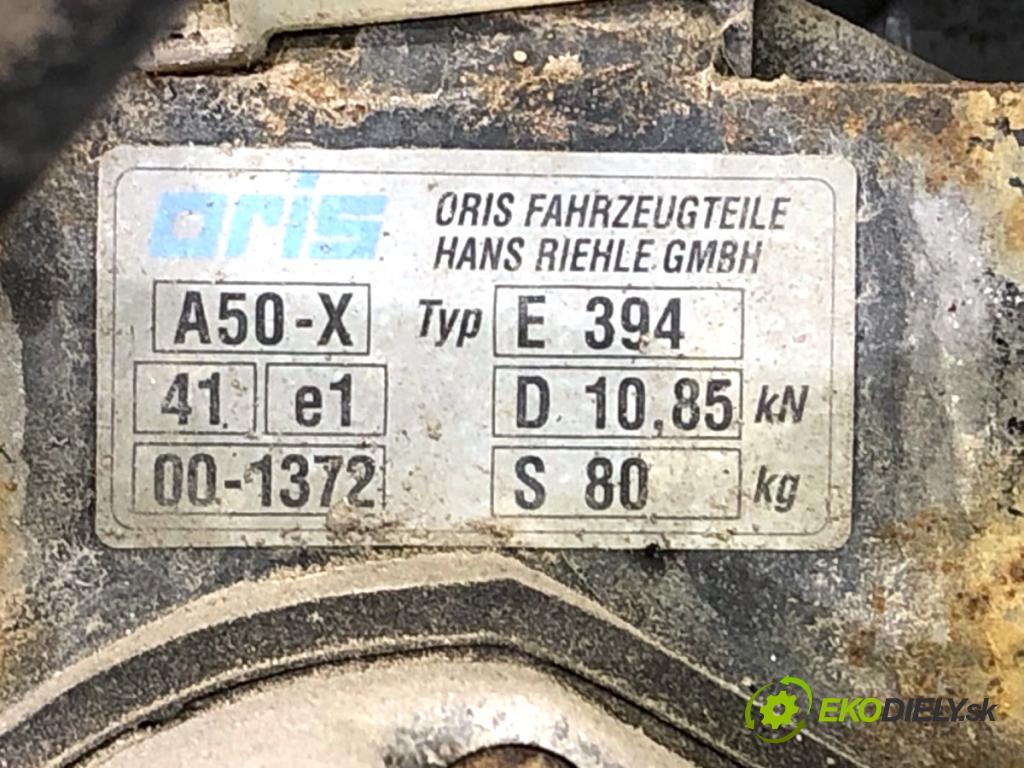 oris
ORIS FAHRZEUGTEILE
HANS RIEHLE GMBH
A50-X Typ E 394
41 e1 D 10,85 kN
00-1372 S 80 kg
EKODIELY.sk